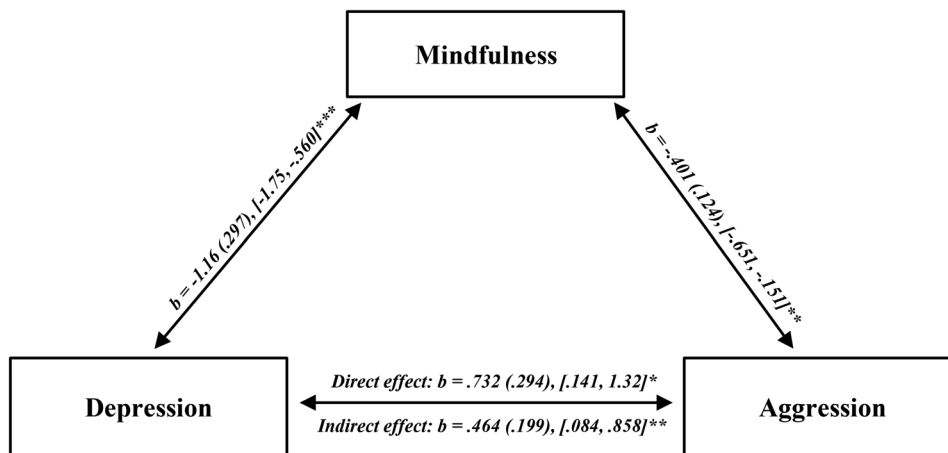 Mindfulness
b = -1.16 (.297), [-1.75, -.560]***
b = -.401 (.124), [-.651, -.151]**
Depression
Direct effect: b = .732 (.294), [.141, 1.32]*
Indirect effect: b = .464 (.199), [.084, .858]**
Aggression